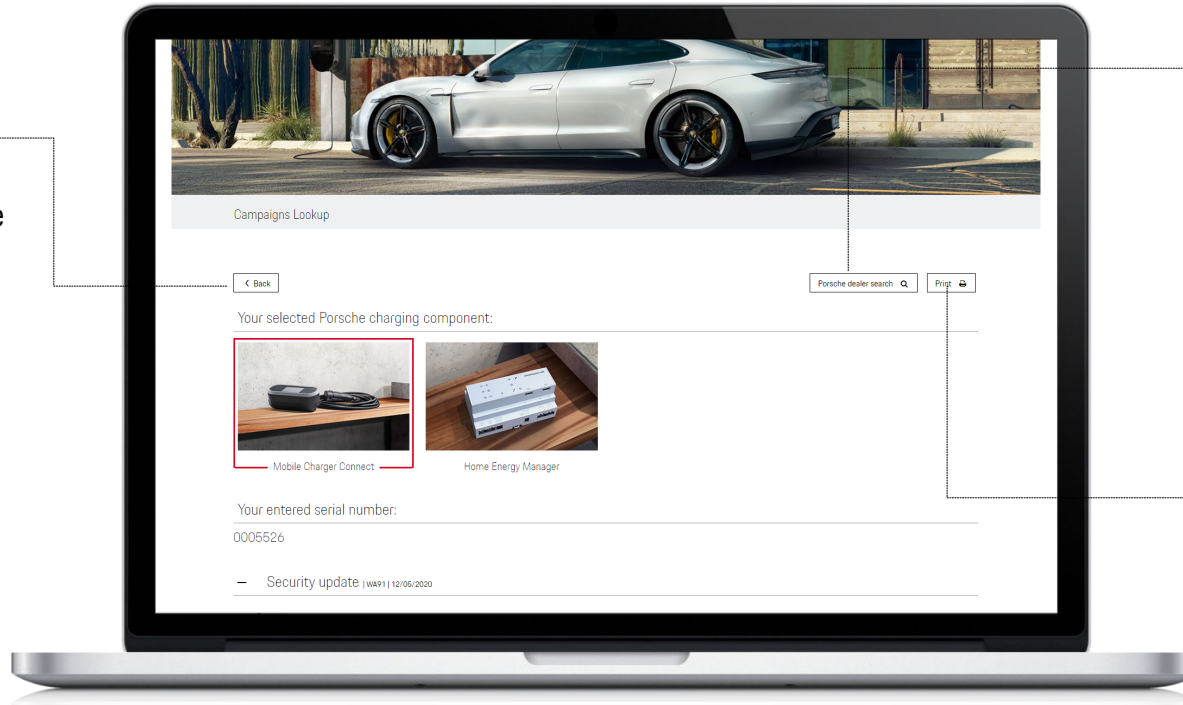 e
Campaigns Lookup
< Back
Porsche dealer search
Print
Your selected Porsche charging component:
Mobile Charger Connect
Home Energy Manager
Your entered serial number:
0005526
– Security update | WA91 | 12/05/2020